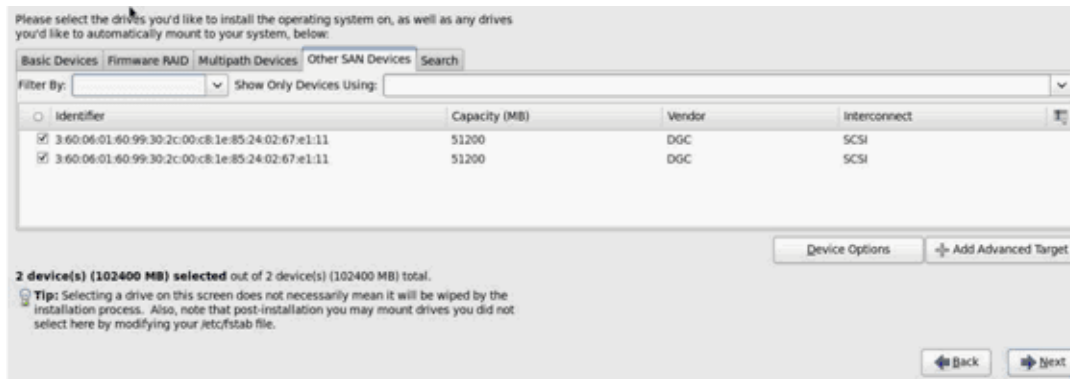 Please select the drives you'd like to install the operating system on, as well as any drives
you'd like to automatically mount to your system, below:
Basic Devices Firmware RAID Multipath Devices Other SAN Devices Search
Filter By: Show Only Devices Using:
Identifier Capacity (MB) Vendor Interconnect
3:60:06:01:60:99:30:2c:00:c8:1e:85:24:02:67:e1:11 51200 DGC SCSI
3:60:06:01:60:99:30:2c:00:c8:1e:85:24:02:67:e1:11 51200 DGC SCSI
Device Options Add Advanced Target
2 device(s) (102400 MB) selected out of 2 device(s) (102400 MB) total.
Tip: Selecting a drive on this screen does not necessarily mean it will be wiped by the
installation process. Also, note that post-installation you may mount drives you did not
select here by modifying your /etc/fstab file.
Back Next